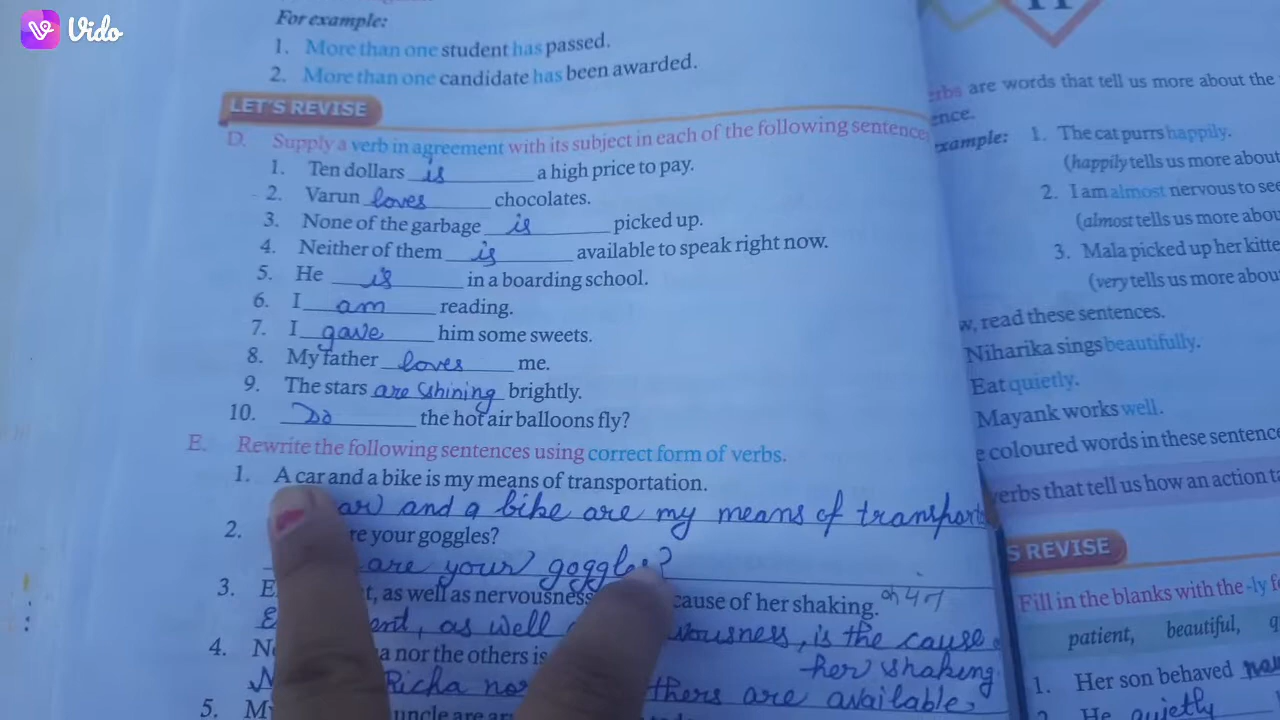 Vido
For example:
1. More than one student has passed.
2. More than one candidate has been awarded.
LET'S REVISE
D. Supply a verb in agreement with its subject in each of the following sentence
1. Ten dollars is a high price to pay.
2. Varun loves chocolates.
3. None of the garbage is picked up.
4. Neither of them is available to speak right now.
5. He is in a boarding school.
6. I am reading.
7. I gave him some sweets.
8. My father loves me.
9. The stars are shining brightly.
10. Do the hot air balloons fly?
E. Rewrite the following sentences using correct form of verbs.
1. A car and a bike is my means of transportation.
and a bike are my means of
2. your goggles?
are your goggles?
3. as well as nervousness cause of her shaking.
as well is the cause
her shaking.
4. nor the others is
Richa nor are available.
5. uncle are
11
are words that tell us more about the
1. The cat purrs happily.
(happily tells us more about
2. I am almost nervous to see
(almost tells us more
3. Mala picked up her
(very tells us more
read these sentences.
Niharika sings beautifully.
Eat quietly.
Mayank works well.
coloured words in these
that tell us how an action
REVISE
Fill in the blanks with the -ly
patient, beautiful,
1. Her son behaved
2. He quietly